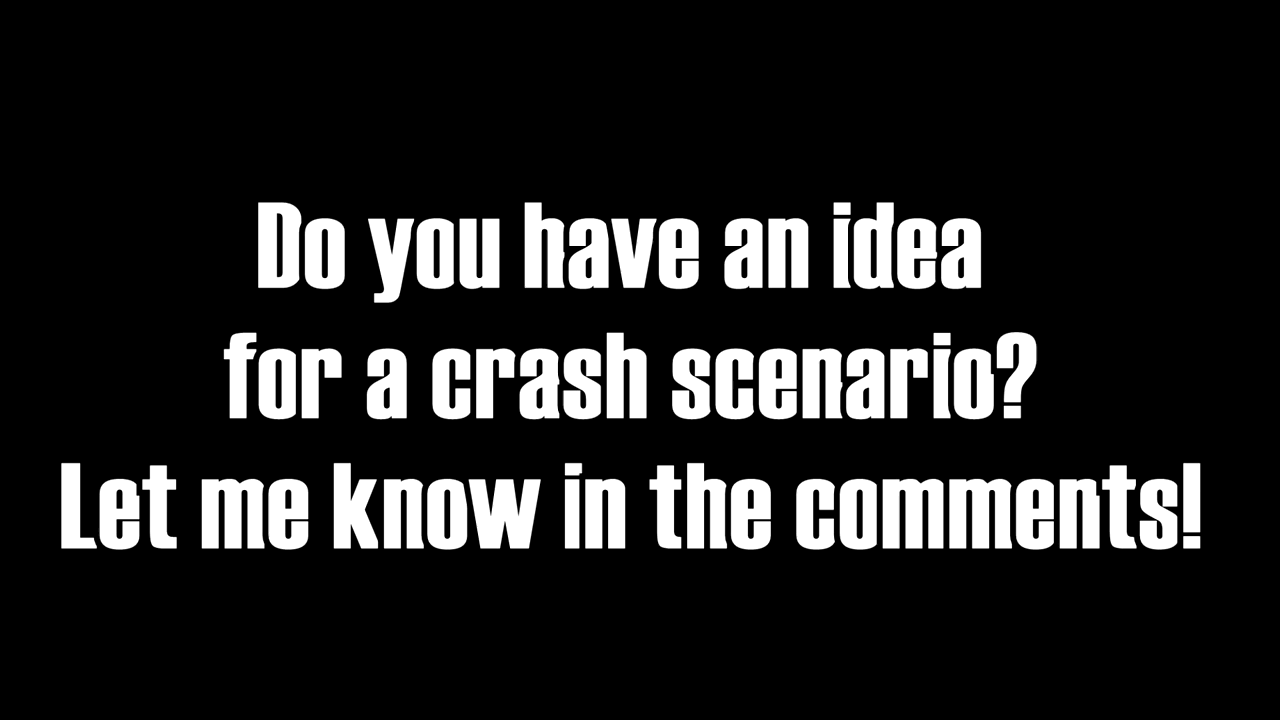 Do you have an idea
for a crash scenario?
Let me know in the comments!